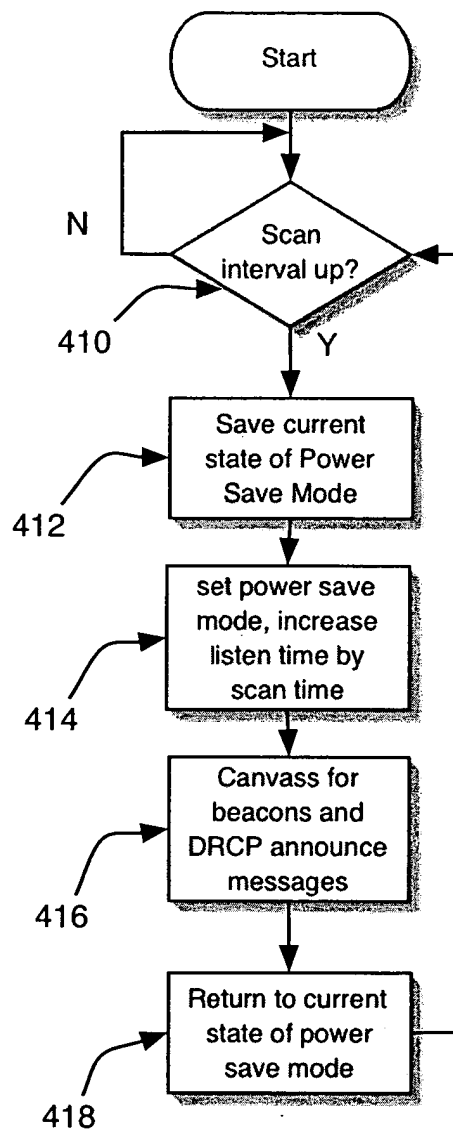 Start
N
Scan
interval up?
410
Y
Save current
state of Power
Save Mode
412
set power save
mode, increase
listen time by
scan time
414
Canvass for
beacons and
DRCP announce
messages
416
Return to current
state of power
save mode
418